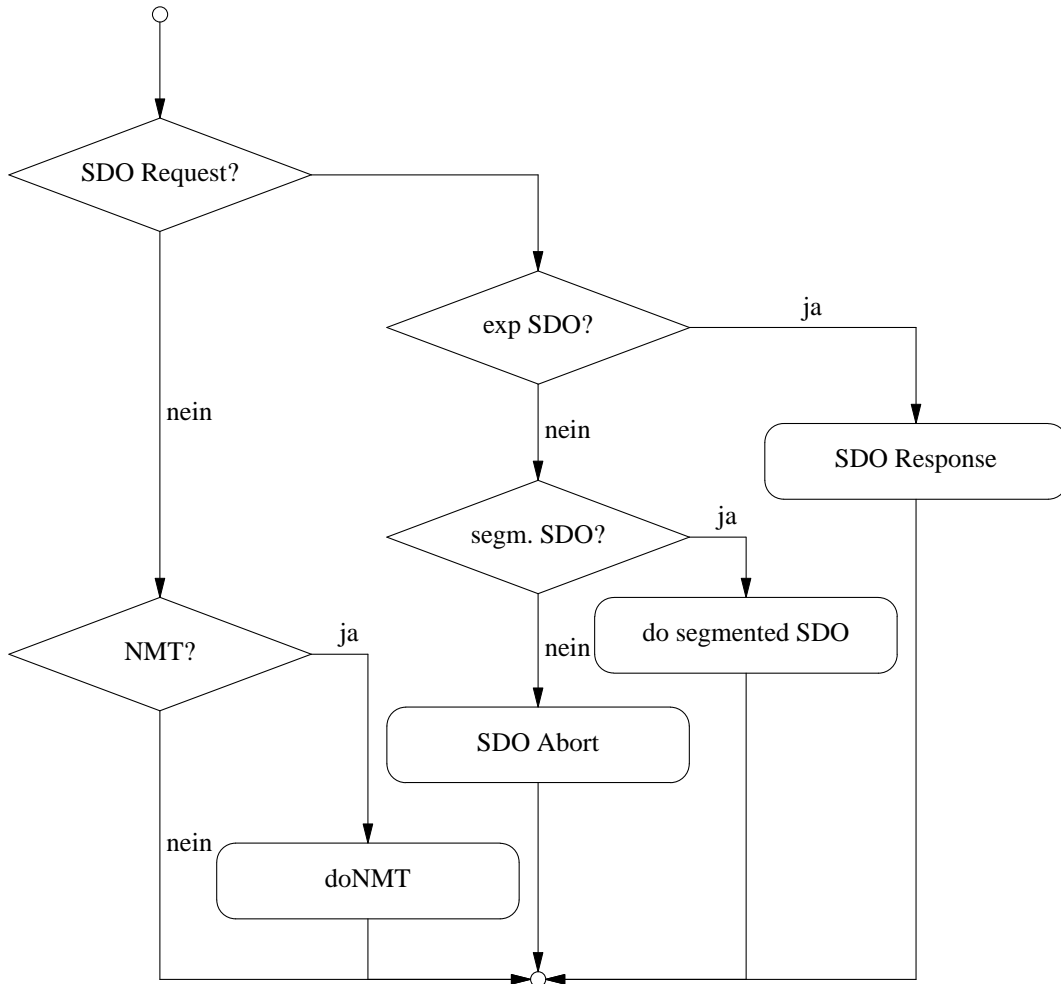 SDO Request?
exp SDO?
ja
nein
nein
SDO Response
segm. SDO?
ja
NMT?
ja
nein
do segmented SDO
SDO Abort
nein
doNMT